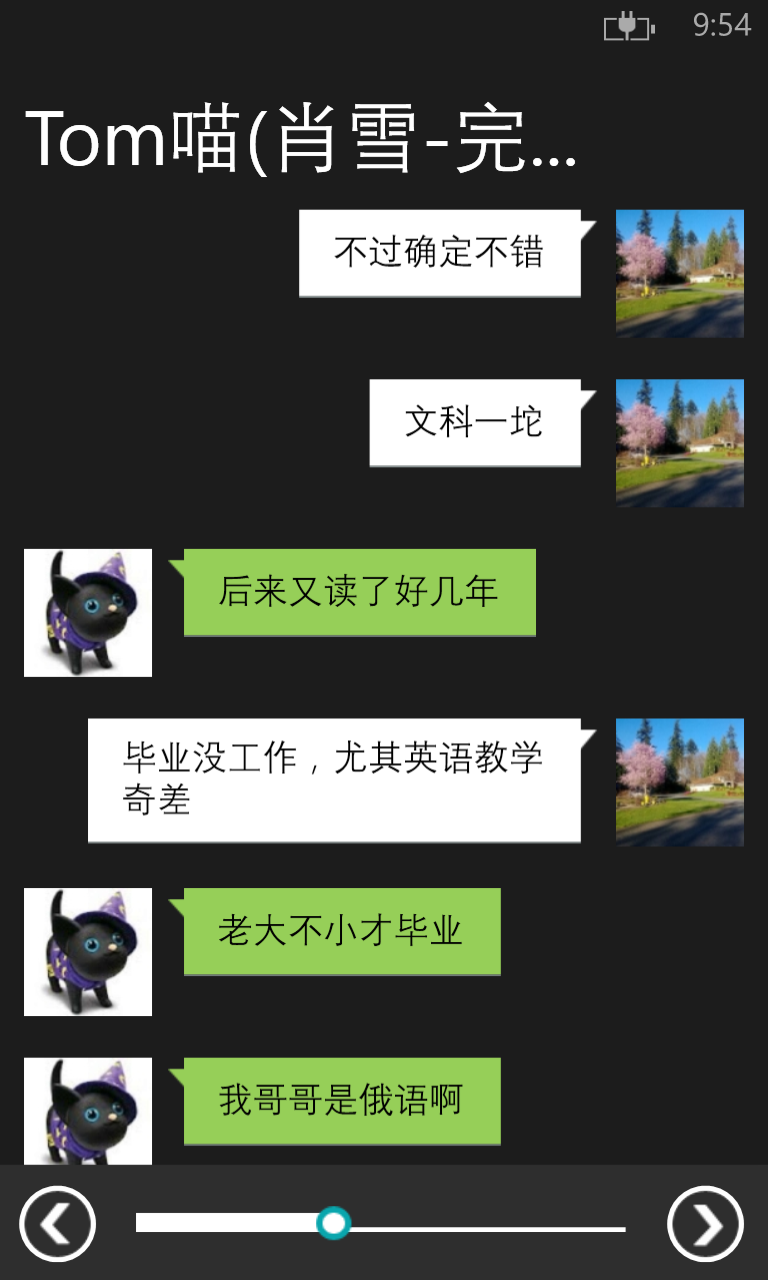 9:54
Tom喵(肖雪-完...
不过确定不错
文科一坨
后来又读了好几年
毕业没工作，尤其英语教学
奇差
老大不小才毕业
我哥哥是俄语啊